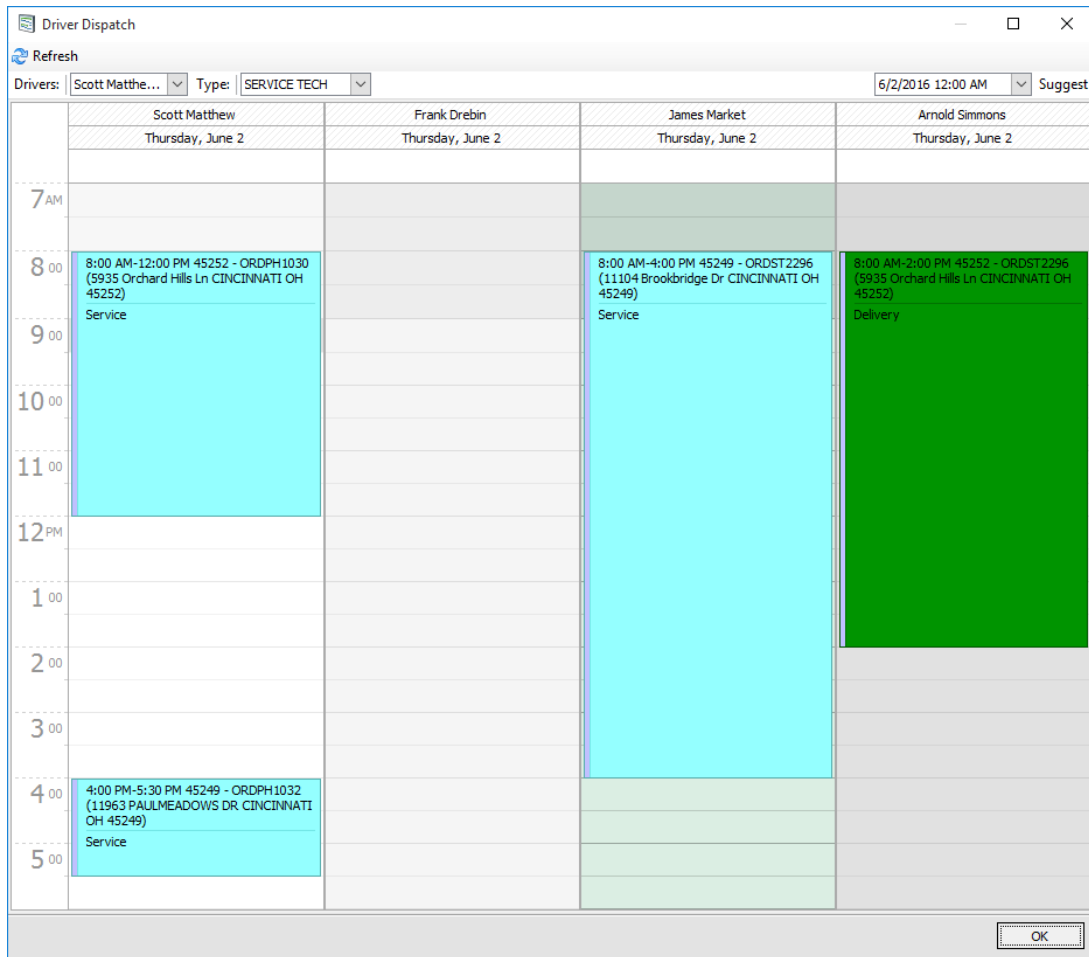 Driver Dispatch
Refresh
Drivers: Scott Matthe... Type: SERVICE TECH 6/2/2016 12:00 AM Suggest
Scott Matthew Frank Drebin James Market Arnold Simmons
Thursday, June 2 Thursday, June 2 Thursday, June 2 Thursday, June 2
7 AM
8 00
8:00 AM-12:00 PM 45252 - ORDPH1030
(5935 Orchard Hills Ln CINCINNATI OH
45252)
Service
8:00 AM-4:00 PM 45249 - ORDST2296
(11104 Brookbridge Dr CINCINNATI OH
45249)
Service
8:00 AM-2:00 PM 45252 - ORDST2296
(5935 Orchard Hills Ln CINCINNATI OH
45252)
Delivery
9 00
10 00
11 00
12 PM
1 00
2 00
3 00
4 00
4:00 PM-5:30 PM 45249 - ORDPH1032
(11963 PAULMEADOWS DR CINCINNATI
OH 45249)
Service
5 00
OK